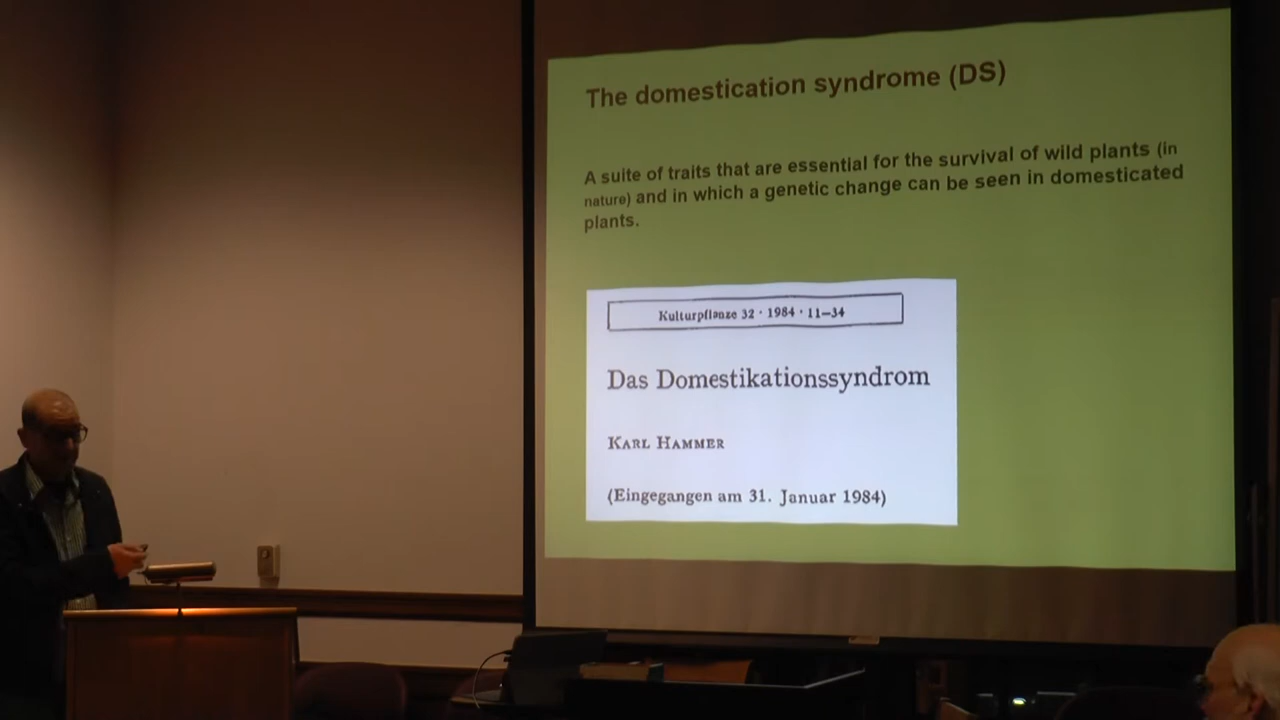 The domestication syndrome (DS)
A suite of traits that are essential for the survival of wild plants (in
nature) and in which a genetic change can be seen in domesticated
plants.
Kulturpflanze 32 · 1984 · 11—34
Das Domestikationssyndrom
KARL HAMMER
(Eingegangen am 31. Januar 1984)